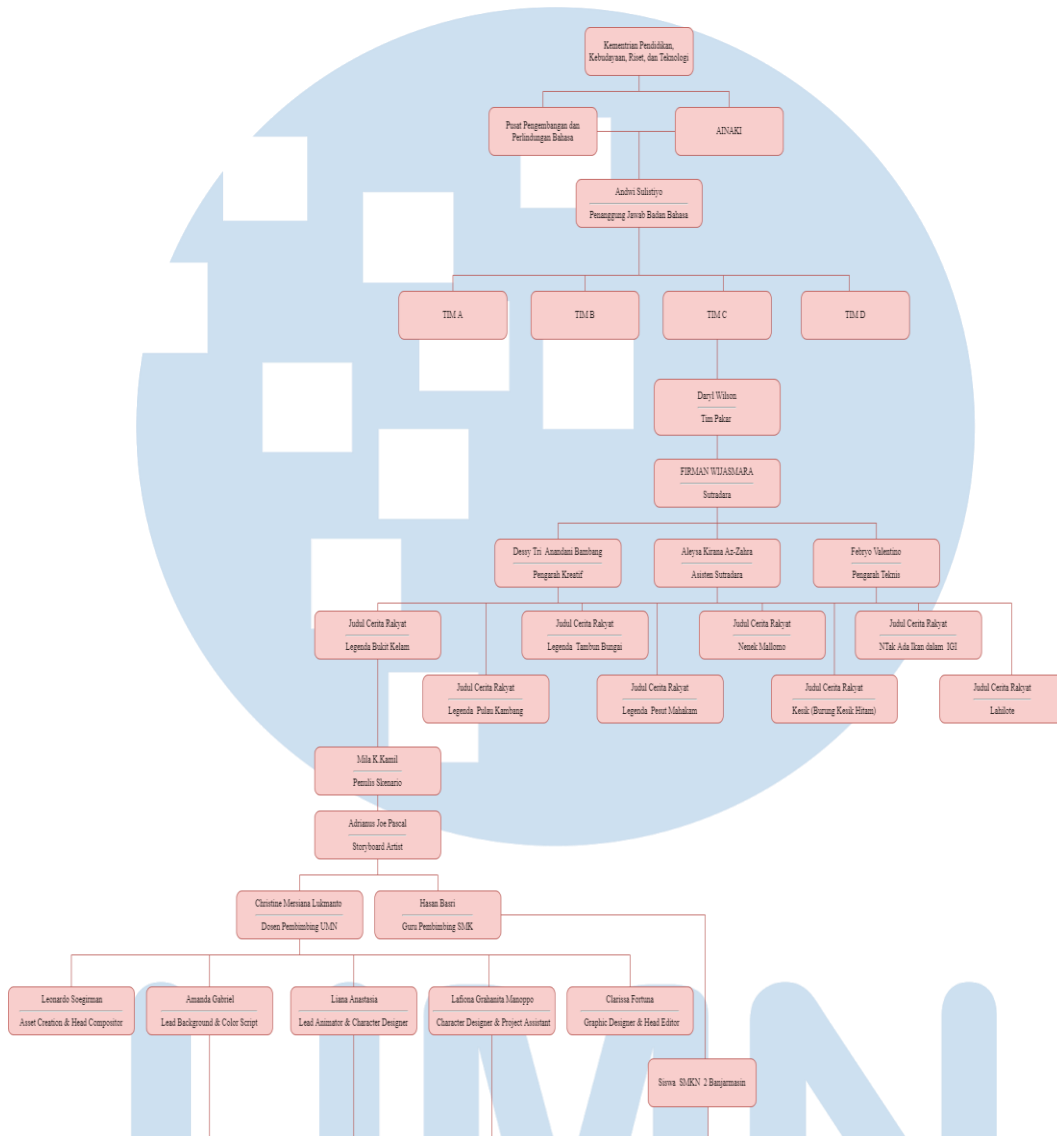 Kementrian Pendidikan,
Kebudayaan, Riset, dan Teknologi
Pusat Pengembangan dan
Perlindungan Bahasa
AINAKI
Andwi Sulistiyo
Penanggung Jawab Badan Bahasa
TIM A
TIM B
TIM C
TIM D
Daryl Wilson
Tim Pakar
FIRMAN WIJASMARA
Sutradara
Dessy Tri Anandani Bambang
Pengarah Kreatif
Aleysa Kirana Az-Zahra
Asisten Sutradara
Febryo Valentino
Pengarah Teknis
Judul Cerita Rakyat
Legenda Bukit Kelam
Judul Cerita Rakyat
Legenda Tambun Bungai
Judul Cerita Rakyat
Nenek Mallomo
Judul Cerita Rakyat
NTak Ada Ikan dalam IGI
Judul Cerita Rakyat
Legenda Pulau Kambang
Judul Cerita Rakyat
Legenda Pesut Mahakam
Judul Cerita Rakyat
Kesik (Burung Kesik Hitam)
Judul Cerita Rakyat
Lahilote
Mila K Kamil
Penulis Skenario
Adrianus Joe Pascal
Storyboard Artist
Christine Mersiana Lukmanto
Dosen Pembimbing UMN
Hasan Basri
Guru Pembimbing SMK
Leonardo Soegirman
Asset Creation & Head Compositor
Amanda Gabriel
Lead Background & Color Script
Liana Anastasia
Lead Animator & Character Designer
Lafiona Grahanita Manoppo
Character Designer & Project Assistant
Clarissa Fortuna
Graphic Designer & Head Editor
Siswa SMKN 2 Banjarmasin
UMN